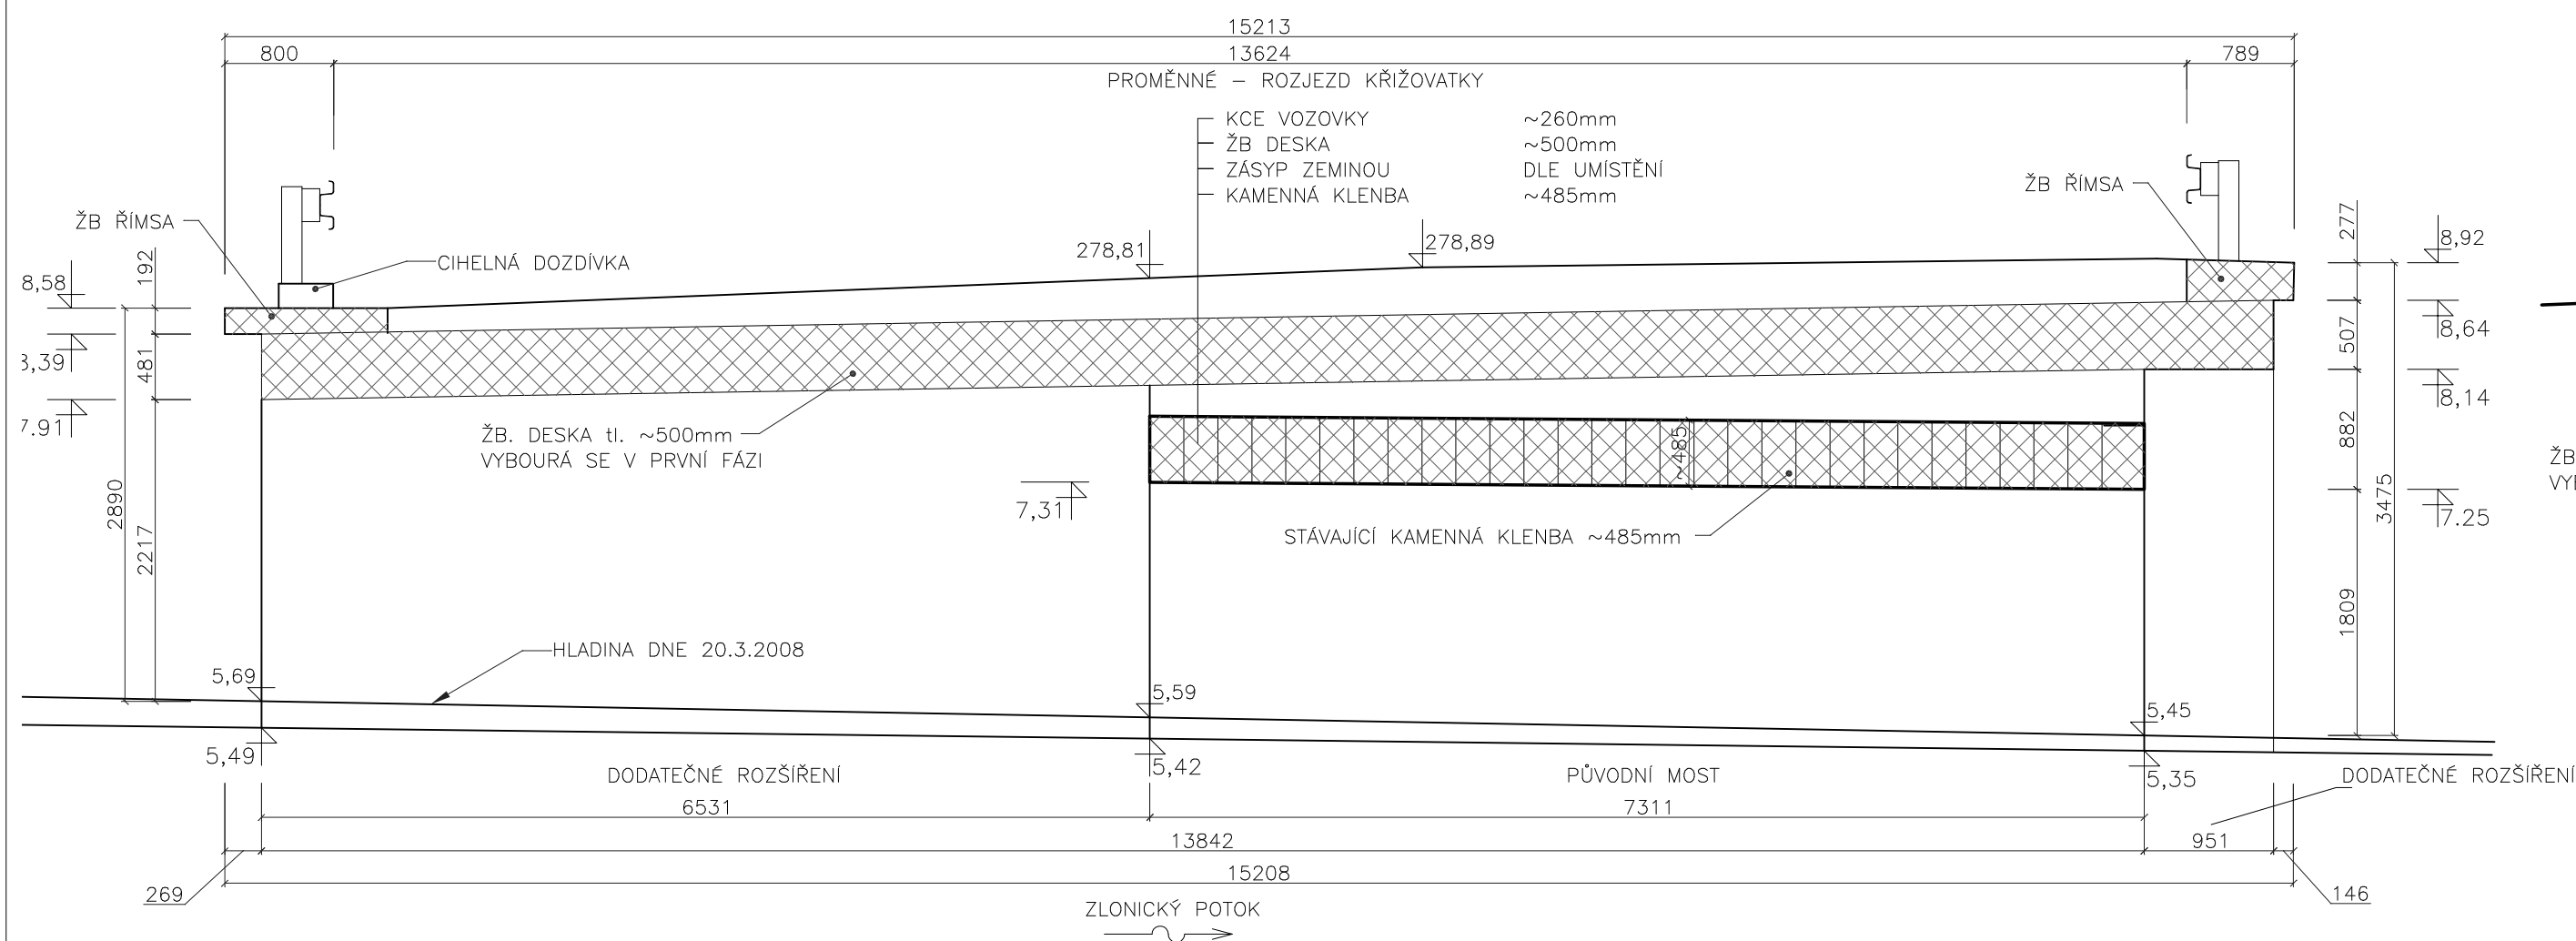 15213
800
13624
789
PROMĚNNÉ – ROZJEZD KŘIŽOVATKY
KCE VOZOVKY ~260mm
ŽB DESKA ~500mm
ZÁSYP ZEMINOU DLE UMÍSTĚNÍ
KAMENNÁ KLENBA ~485mm
ŽB ŘÍMSA
ŽB ŘÍMSA
CIHELNÁ DOZDÍVKA
278,81
278,89
8,58
192
481
7.91
2890
2217
277
8,92
507
8,64
8,14
882
3475
7.25
1809
ŽB. DESKA tl. ~500mm
VYBOURÁ SE V PRVNÍ FÁZI
~485
7,31
STÁVAJÍCÍ KAMENNÁ KLENBA ~485mm
HLADINA DNE 20.3.2008
5,69
5,59
5,45
5,49
5,42
5,35
DODATEČNÉ ROZŠÍŘENÍ
PŮVODNÍ MOST
DODATEČNÉ ROZŠÍŘENÍ
6531
7311
13842
951
15208
269
146
ZLONICKÝ POTOK
ŽB